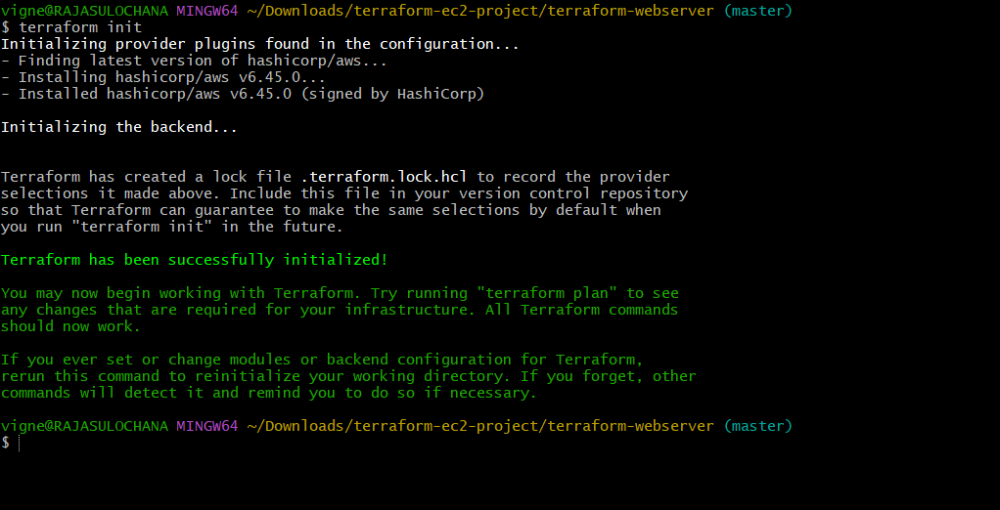 vigne@RAJASULOCHANA MINGW64 ~/Downloads/terraform-ec2-project/terraform-webserver (master)
$ terraform init
Initializing provider plugins found in the configuration...
- Finding latest version of hashicorp/aws...
- Installing hashicorp/aws v6.45.0...
- Installed hashicorp/aws v6.45.0 (signed by HashiCorp)
Initializing the backend...
Terraform has created a lock file .terraform.lock.hcl to record the provider
selections it made above. Include this file in your version control repository
so that Terraform can guarantee to make the same selections by default when
you run "terraform init" in the future.
Terraform has been successfully initialized!
You may now begin working with Terraform. Try running "terraform plan" to see
any changes that are required for your infrastructure. All Terraform commands
should now work.
If you ever set or change modules or backend configuration for Terraform,
rerun this command to reinitialize your working directory. If you forget, other
commands will detect it and remind you to do so if necessary.
vigne@RAJASULOCHANA MINGW64 ~/Downloads/terraform-ec2-project/terraform-webserver (master)
$